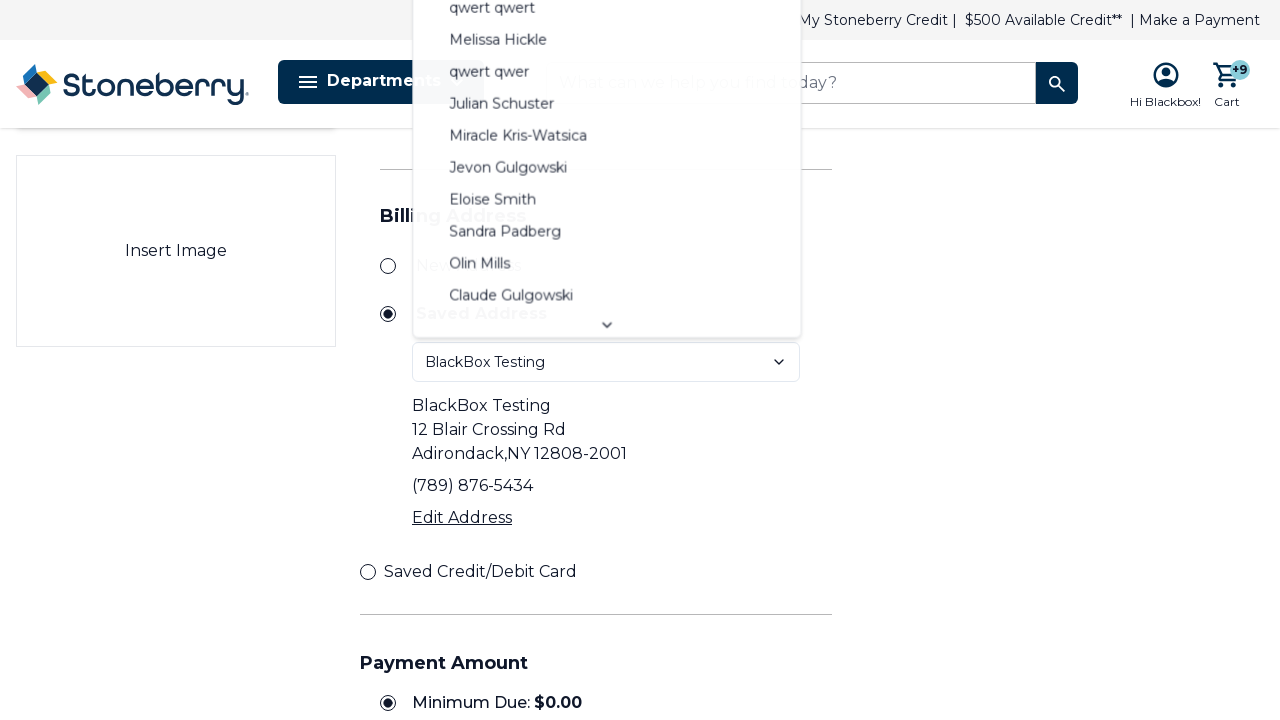 My Stoneberry Credit | $500 Available Credit** | Make a Payment
Stoneberry
Departments
What can we help you find today?
Hi Blackbox!
+9
Cart
qwert qwert
Melissa Hickle
qwert qwer
Julian Schuster
Miracle Kris-Watsica
Jevon Gulgowski
Eloise Smith
Sandra Padberg
Olin Mills
Claude Gulgowski
Insert Image
Billing Address
New Address
Saved Address
BlackBox Testing
BlackBox Testing
12 Blair Crossing Rd
Adirondack,NY 12808-2001
(789) 876-5434
Edit Address
Saved Credit/Debit Card
Payment Amount
Minimum Due: $0.00